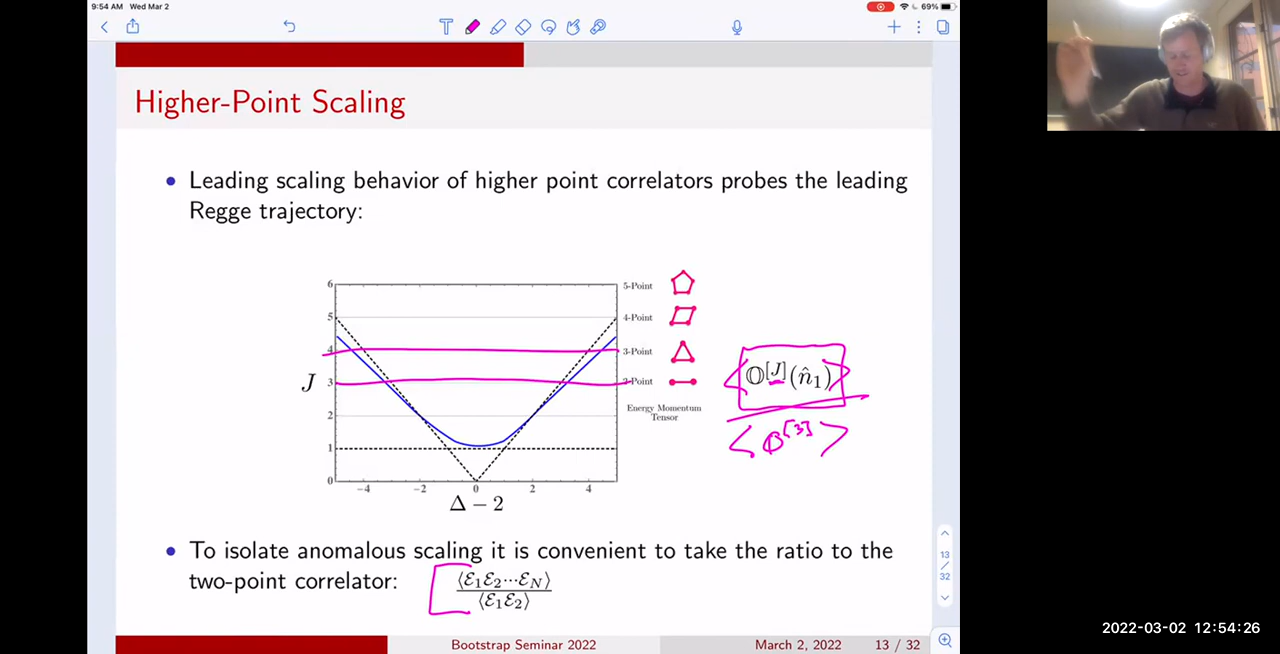 9:54 AM Wed Mar 2
69%
Higher-Point Scaling
• Leading scaling behavior of higher point correlators probes the leading
Regge trajectory:
6
5
4
3
2
1
0
J
−4 −2 0 2 4
Δ − 2
5-Point
4-Point
3-Point
2-Point
Energy Momentum
Tensor
⟨𝕆^[J](n̂₁)⟩
⟨𝕆^[3]⟩
• To isolate anomalous scaling it is convenient to take the ratio to the
two-point correlator:
⟨ℰ₁ℰ₂⋯ℰ_N⟩
⟨ℰ₁ℰ₂⟩
13
/
32
Bootstrap Seminar 2022 March 2, 2022 13 / 32
2022-03-02 12:54:26